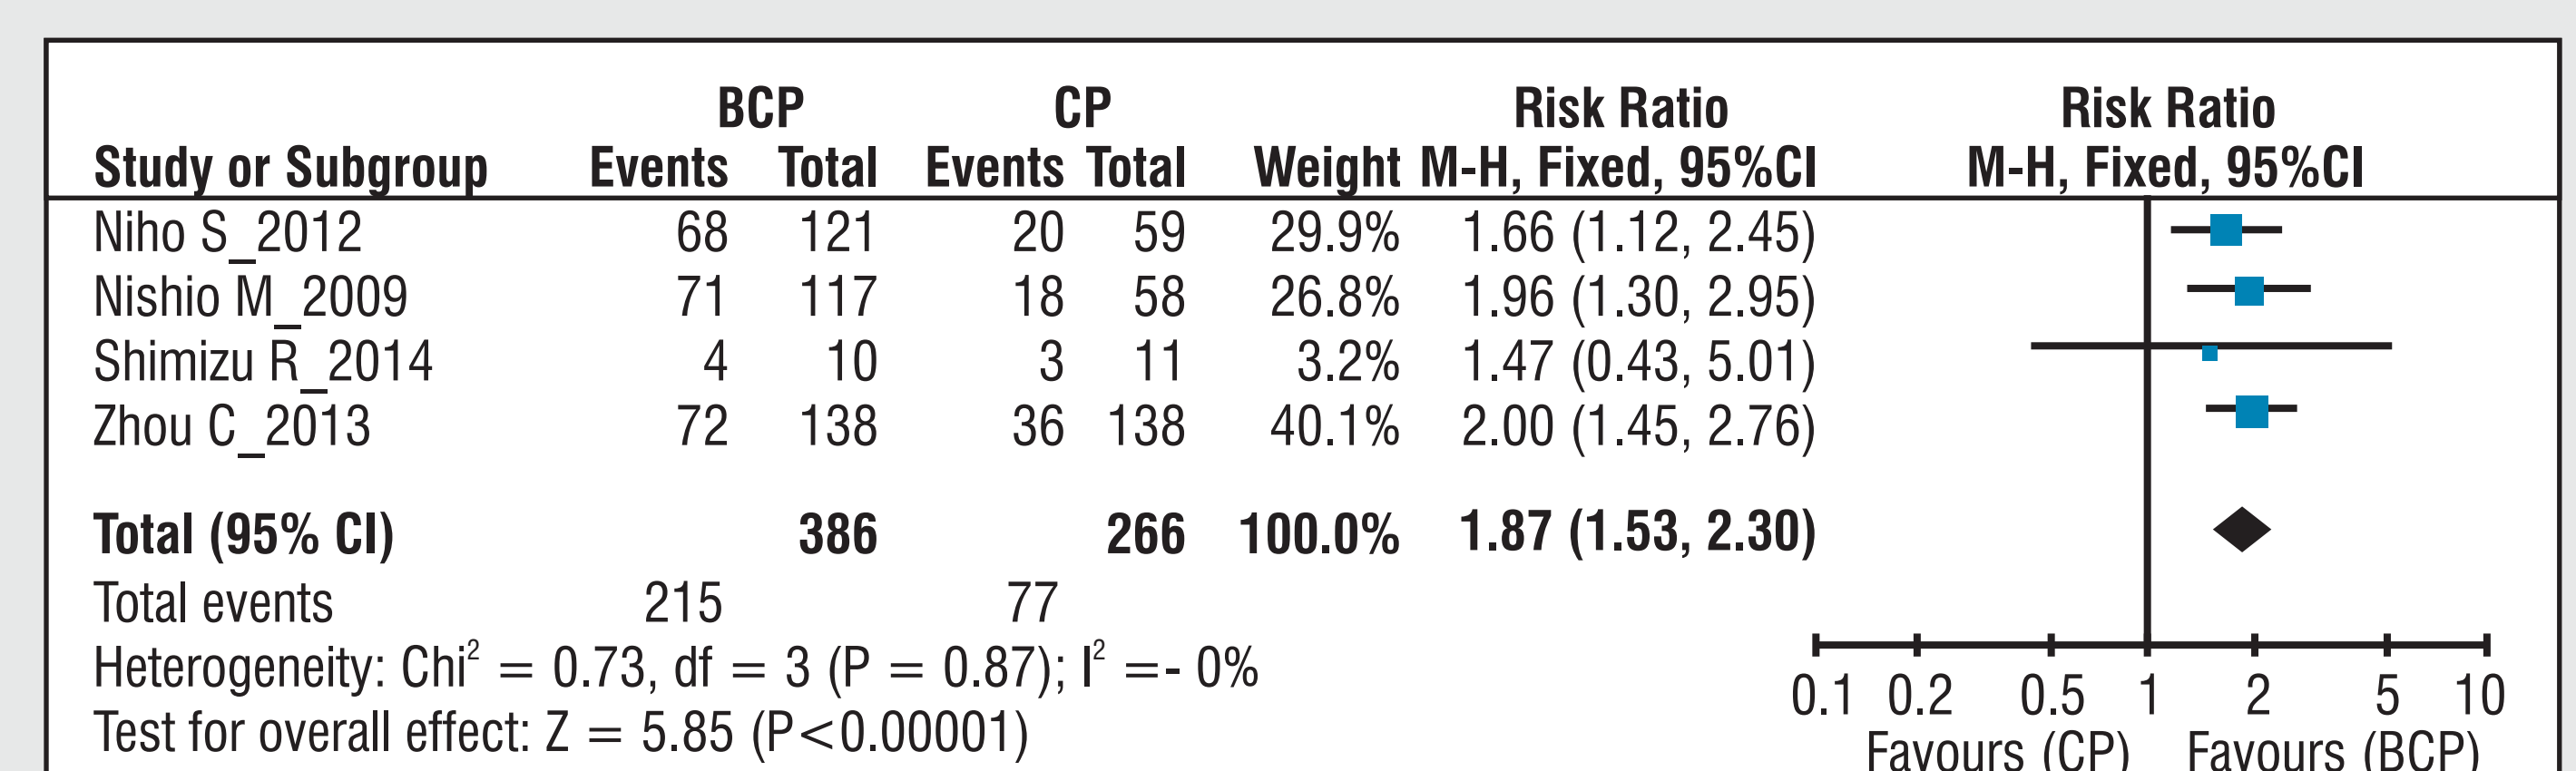 BCP CP Risk Ratio Risk Ratio
Study or Subgroup Events Total Events Total Weight M-H, Fixed, 95%CI M-H, Fixed, 95%CI
Niho S_2012 68 121 20 59 29.9% 1.66 (1.12, 2.45)
Nishio M_2009 71 117 18 58 26.8% 1.96 (1.30, 2.95)
Shimizu R_2014 4 10 3 11 3.2% 1.47 (0.43, 5.01)
Zhou C_2013 72 138 36 138 40.1% 2.00 (1.45, 2.76)
Total (95% CI) 386 266 100.0% 1.87 (1.53, 2.30)
Total events 215 77
Heterogeneity: Chi² = 0.73, df = 3 (P = 0.87); I² =- 0%
Test for overall effect: Z = 5.85 (P<0.00001)
0.1 0.2 0.5 1 2 5 10
Favours (CP) Favours (BCP)